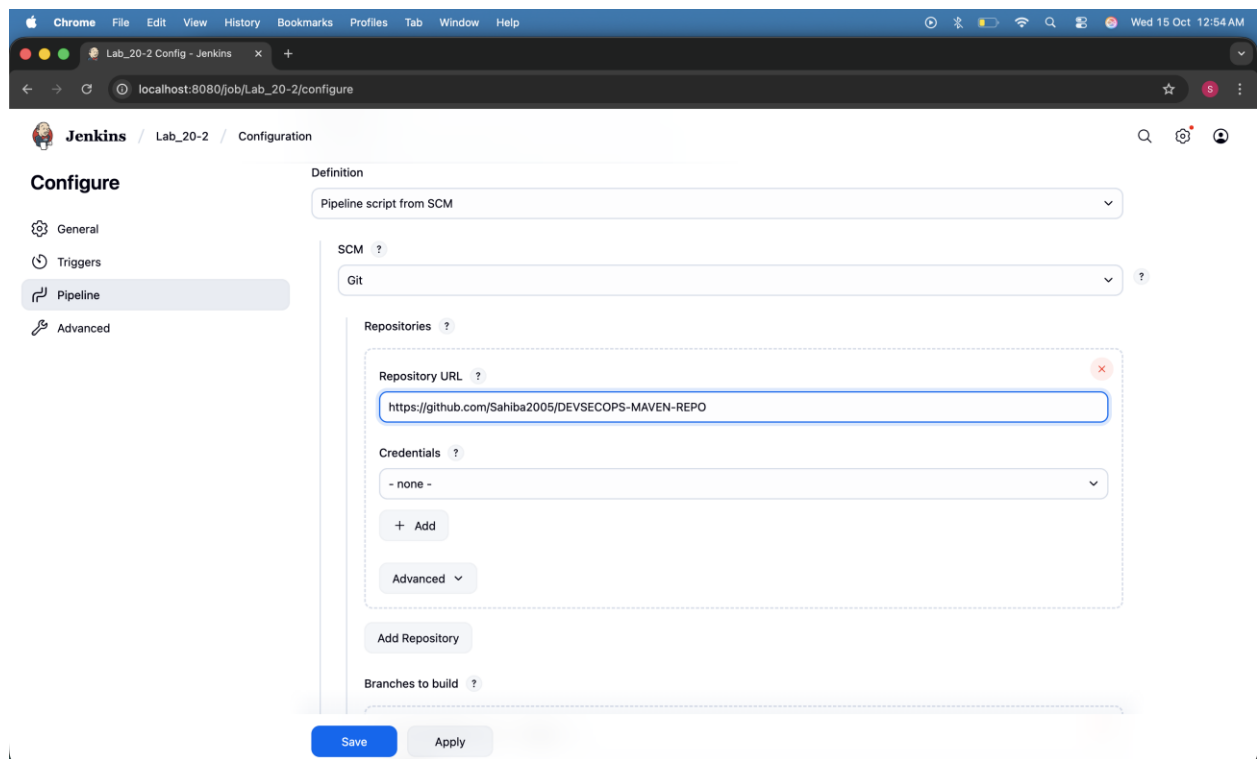 Chrome File Edit View History Bookmarks Profiles Tab Window Help Wed 15 Oct 12:54 AM
Lab_20-2 Config - Jenkins
localhost:8080/job/Lab_20-2/configure S
Jenkins / Lab_20-2 / Configuration
Configure
General
Triggers
Pipeline
Advanced
Definition
Pipeline script from SCM
SCM ?
Git ?
Repositories ?
Repository URL ?
https://github.com/Sahiba2005/DEVSECOPS-MAVEN-REPO
Credentials ?
- none -
+ Add
Advanced
Add Repository
Branches to build ?
Save Apply